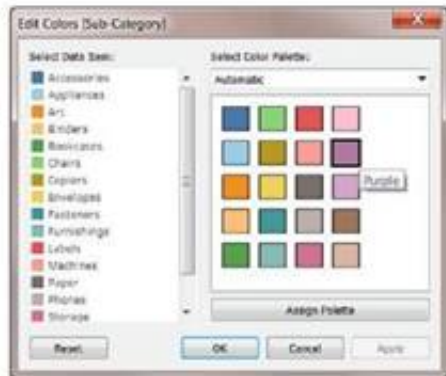 Edit Colors [Sub-Category]
Select Data Item:
Accessories
Appliances
Art
Binders
Bookcases
Chairs
Copiers
Envelopes
Fasteners
Furnishings
Labels
Machines
Paper
Phones
Storage
Select Color Palette:
Automatic
Purple
Assign Palette
Reset
OK
Cancel
Apply